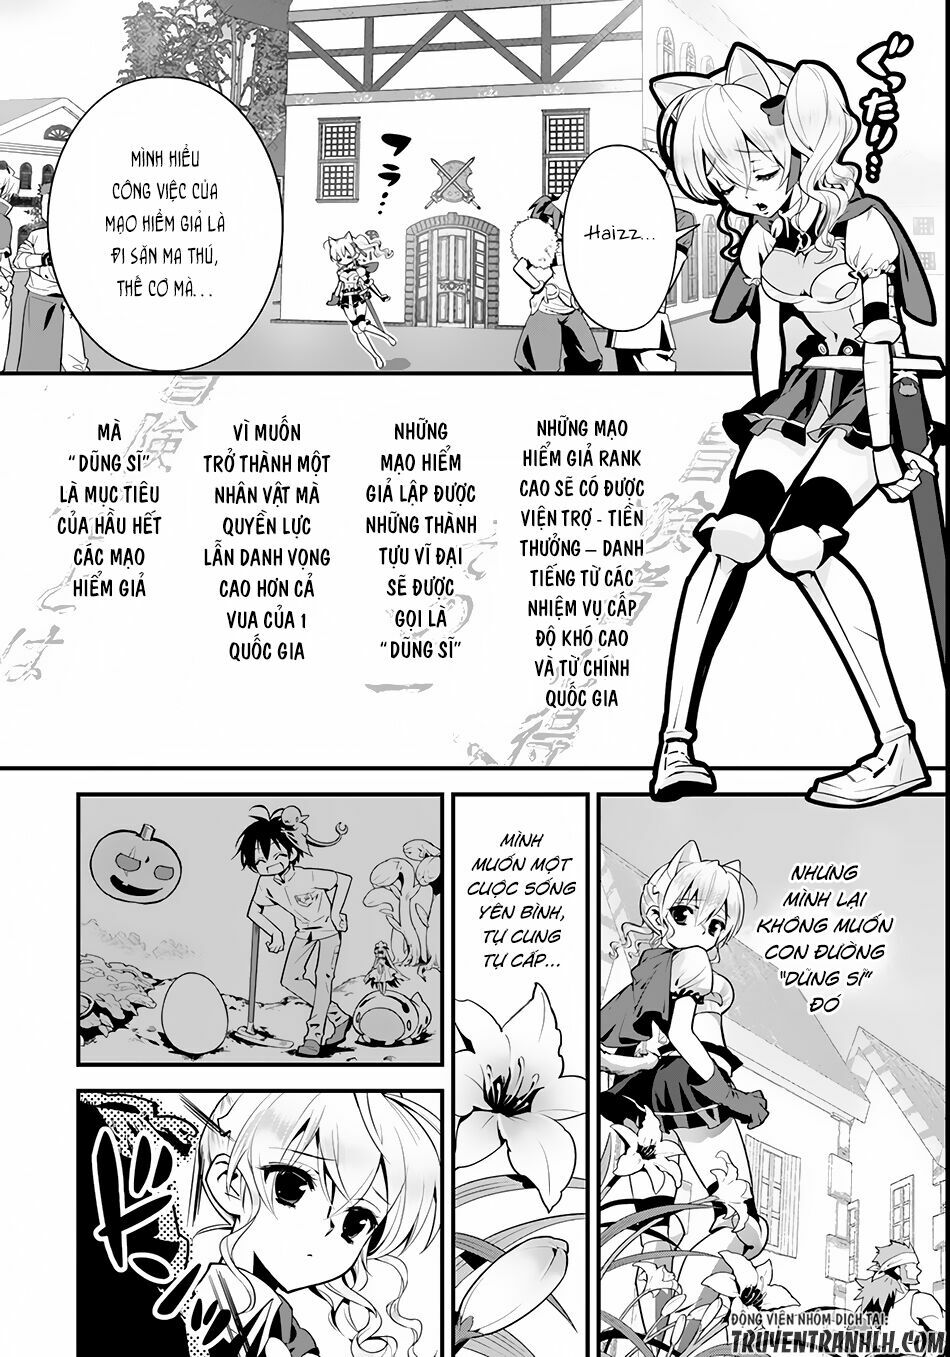 ぐったり…
Haizz...
MÌNH HIỂU
CÔNG VIỆC CỦA
MẠO HIỂM GIẢ LÀ
ĐI SĂN MA THÚ,
THẾ CƠ MÀ...
NHỮNG MẠO
HIỂM GIẢ RANK
CAO SẼ CÓ ĐƯỢC
VIỆN TRỢ - TIỀN
THƯỞNG – DANH
TIẾNG TỪ CÁC
NHIỆM VỤ CẤP
ĐỘ KHÓ CAO
VÀ TỪ CHÍNH
QUỐC GIA
NHỮNG
MẠO HIỂM
GIẢ LẬP ĐƯỢC
NHỮNG THÀNH
TỰU VĨ ĐẠI
SẼ ĐƯỢC
GỌI LÀ
“DŨNG SĨ”
VÌ MUỐN
TRỞ THÀNH MỘT
NHÂN VẬT MÀ
QUYỀN LỰC
LẪN DANH VỌNG
CAO HƠN CẢ
VUA CỦA 1
QUỐC GIA
MÀ
“DŨNG SĨ”
LÀ MỤC TIÊU
CỦA HẦU HẾT
CÁC MẠO
HIỂM GIẢ
NHƯNG
MÌNH LẠI
KHÔNG MUỐN
CON ĐƯỜNG
“DŨNG SĨ”
ĐÓ
MÌNH
MUỐN MỘT
CUỘC SỐNG
YÊN BÌNH,
TỰ CUNG
TỰ CẤP...
ドンッ
ĐỘNG VIÊN NHÓM DỊCH TẠI:
TRUYENTRANHLH.COM